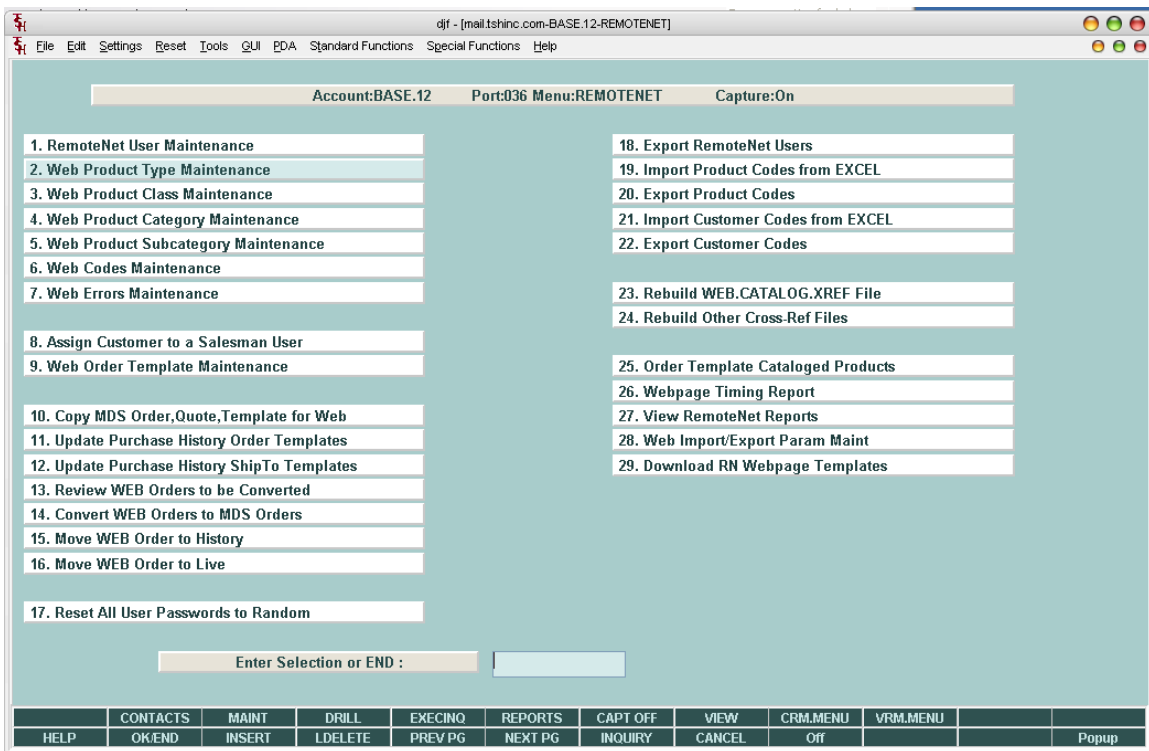 djf - [mail.tshinc.com-BASE.12-REMOTENET]
File Edit Settings Reset Tools GUI PDA Standard Functions Special Functions Help
Account:BASE.12 Port:036 Menu:REMOTENET Capture:On
1. RemoteNet User Maintenance
2. Web Product Type Maintenance
3. Web Product Class Maintenance
4. Web Product Category Maintenance
5. Web Product Subcategory Maintenance
6. Web Codes Maintenance
7. Web Errors Maintenance
8. Assign Customer to a Salesman User
9. Web Order Template Maintenance
10. Copy MDS Order,Quote,Template for Web
11. Update Purchase History Order Templates
12. Update Purchase History ShipTo Templates
13. Review WEB Orders to be Converted
14. Convert WEB Orders to MDS Orders
15. Move WEB Order to History
16. Move WEB Order to Live
17. Reset All User Passwords to Random
18. Export RemoteNet Users
19. Import Product Codes from EXCEL
20. Export Product Codes
21. Import Customer Codes from EXCEL
22. Export Customer Codes
23. Rebuild WEB.CATALOG.XREF File
24. Rebuild Other Cross-Ref Files
25. Order Template Cataloged Products
26. Webpage Timing Report
27. View RemoteNet Reports
28. Web Import/Export Param Maint
29. Download RN Webpage Templates
Enter Selection or END :
CONTACTS MAINT DRILL EXECINQ REPORTS CAPT OFF VIEW CRM.MENU VRM.MENU
HELP OK/END INSERT LDELETE PREV PG NEXT PG INQUIRY CANCEL Off Popup